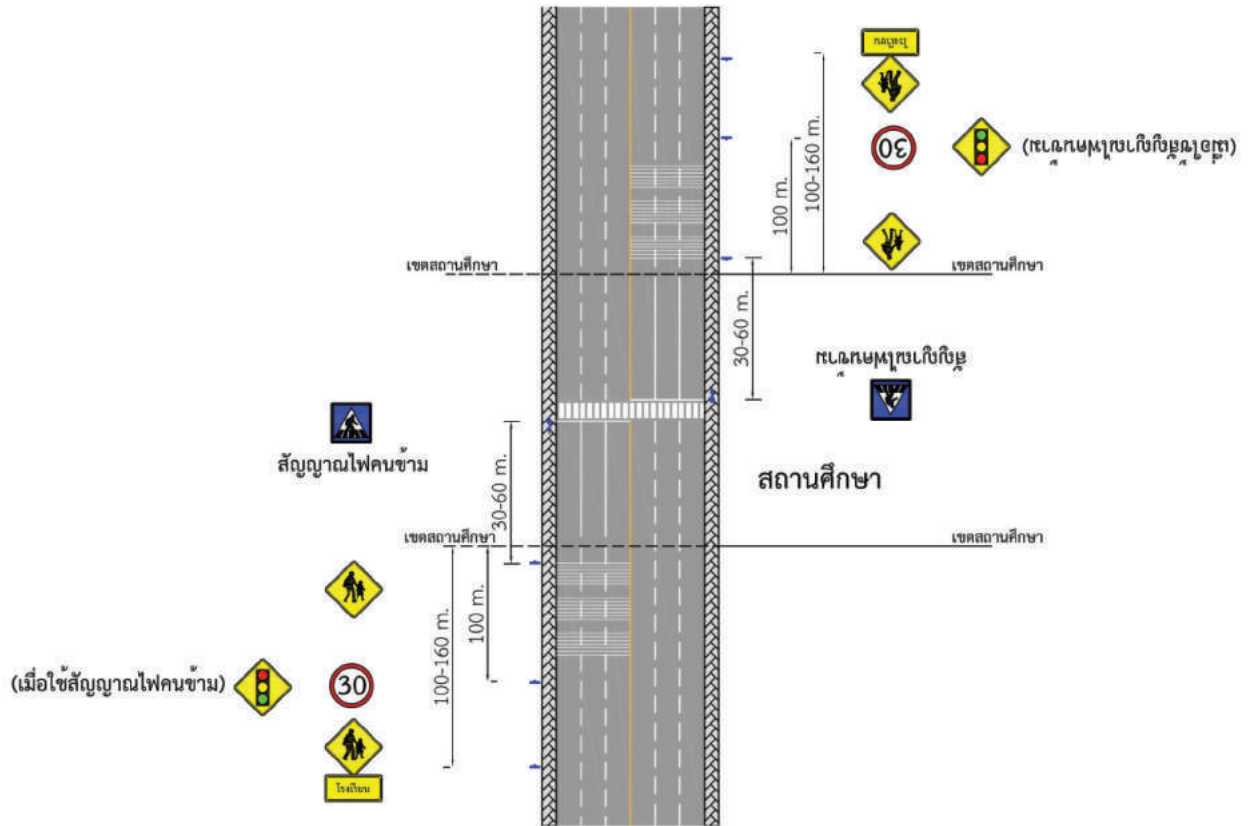 โรงเรียน
100-160 m.
100 m.
30
(เมื่อใช้สัญญาณไฟคนข้าม)
เขตสถานศึกษา
เขตสถานศึกษา
30-60 m.
สัญญาณไฟคนข้าม
สัญญาณไฟคนข้าม
สถานศึกษา
30-60 m.
เขตสถานศึกษา
เขตสถานศึกษา
100 m.
100-160 m.
(เมื่อใช้สัญญาณไฟคนข้าม)
30
โรงเรียน